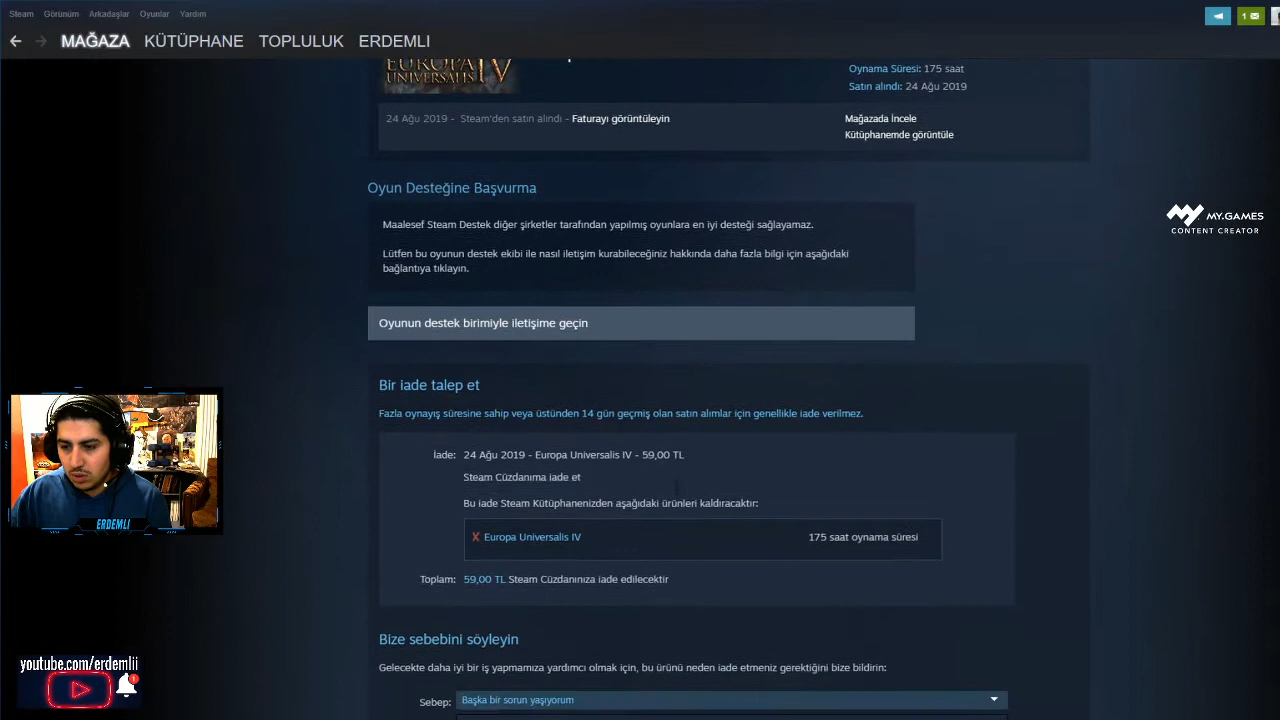 Steam Görünüm Arkadaşlar Oyunlar Yardım
1
MAĞAZA KÜTÜPHANE TOPLULUK ERDEMLI
EUROPA
UNIVERSALIS IV
Oynama Süresi: 175 saat
Satın alındı: 24 Ağu 2019
24 Ağu 2019 - Steam'den satın alındı - Faturayı görüntüleyin
Mağazada İncele
Kütüphanemde görüntüle
Oyun Desteğine Başvurma
Maalesef Steam Destek diğer şirketler tarafından yapılmış oyunlara en iyi desteği sağlayamaz.
Lütfen bu oyunun destek ekibi ile nasıl iletişim kurabileceğiniz hakkında daha fazla bilgi için aşağıdaki
bağlantıya tıklayın.
MY.GAMES
CONTENT CREATOR
Oyunun destek birimiyle iletişime geçin
Bir iade talep et
Fazla oynayış süresine sahip veya üstünden 14 gün geçmiş olan satın alımlar için genellikle iade verilmez.
İade: 24 Ağu 2019 - Europa Universalis IV - 59,00 TL
Steam Cüzdanıma iade et
Bu iade Steam Kütüphanenizden aşağıdaki ürünleri kaldıracaktır:
X Europa Universalis IV 175 saat oynama süresi
Toplam: 59,00 TL Steam Cüzdanınıza iade edilecektir
ERDEMLI
Bize sebebini söyleyin
Gelecekte daha iyi bir iş yapmamıza yardımcı olmak için, bu ürünü neden iade etmeniz gerektiğini bize bildirin:
Sebep: Başka bir sorun yaşıyorum
youtube.com/erdemlii
1